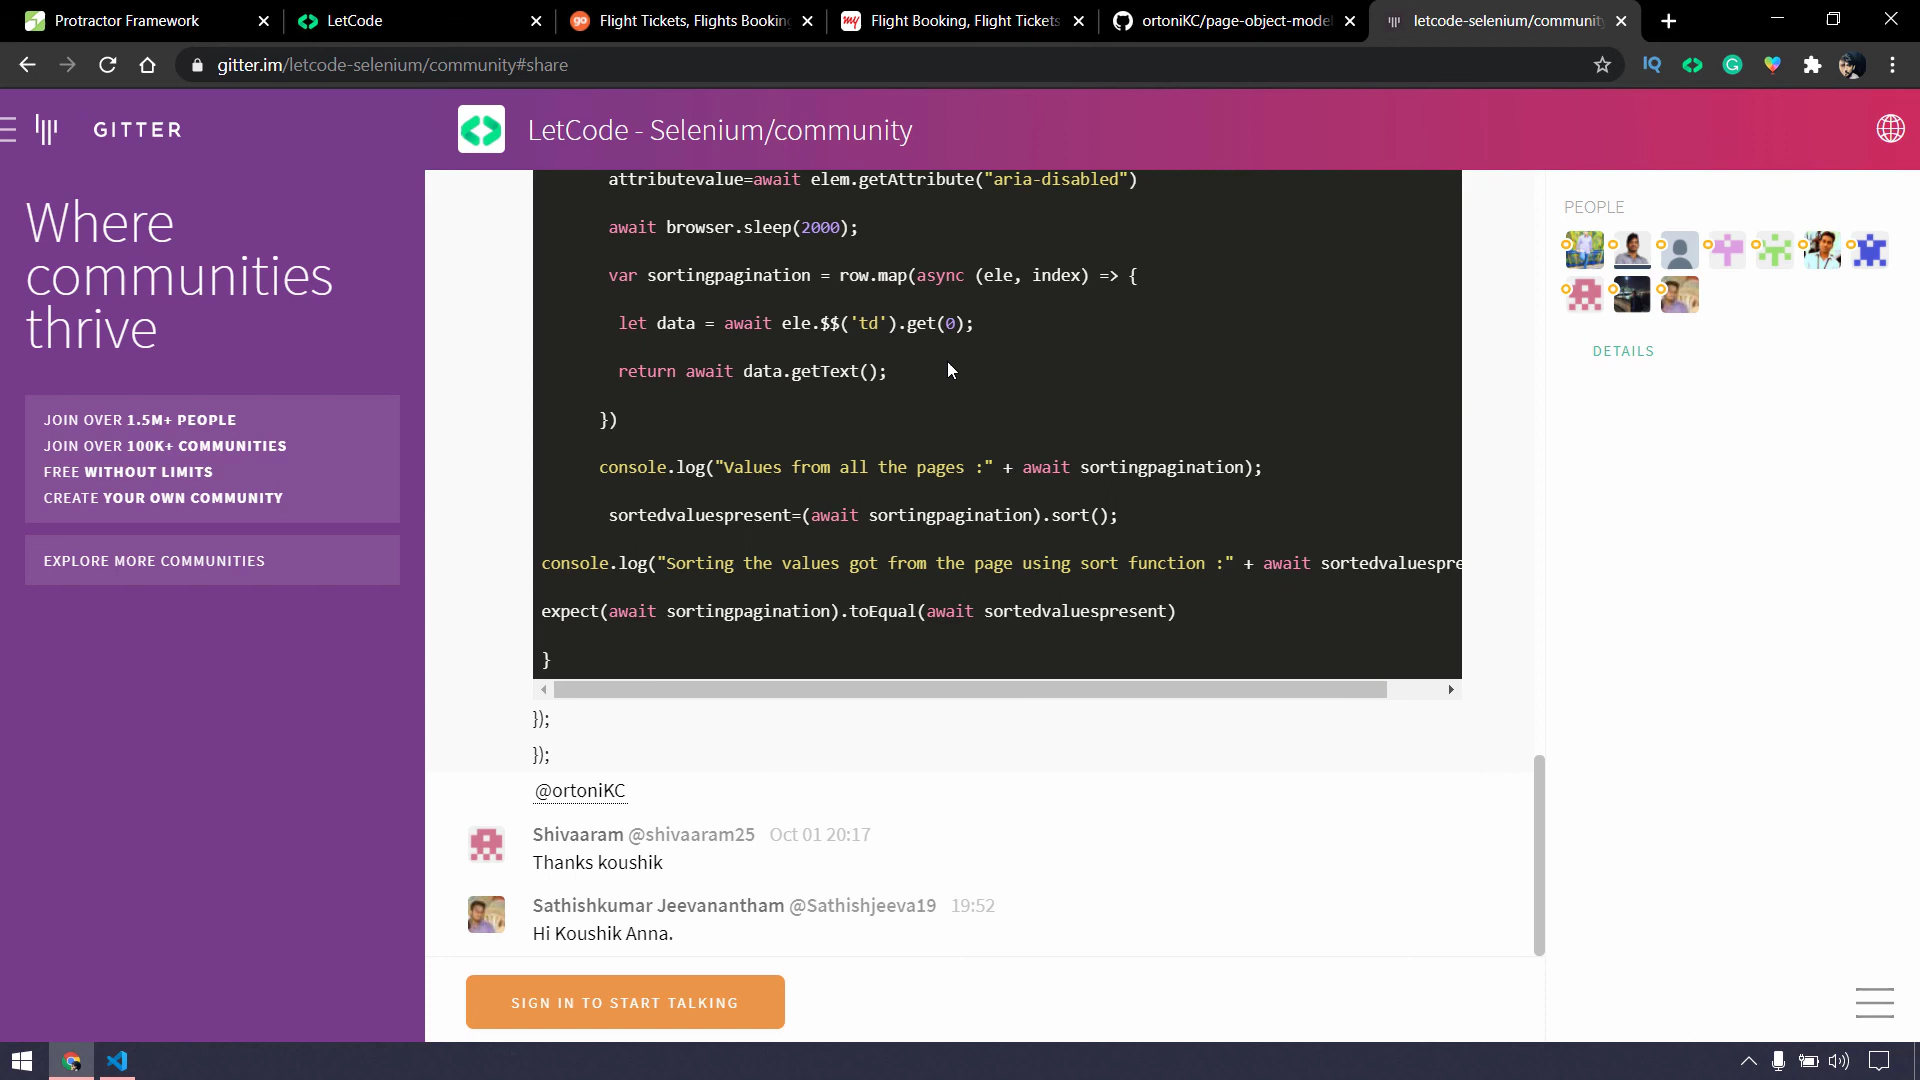 Protractor Framework
LetCode
Flight Tickets, Flights Booking
Flight Booking, Flight Tickets
ortoniKC/page-object-model
letcode-selenium/community
gitter.im/letcode-selenium/community#share
GITTER
LetCode - Selenium/community
Where
communities
thrive
JOIN OVER 1.5M+ PEOPLE
JOIN OVER 100K+ COMMUNITIES
FREE WITHOUT LIMITS
CREATE YOUR OWN COMMUNITY
EXPLORE MORE COMMUNITIES
attributevalue=await elem.getAttribute("aria-disabled")
await browser.sleep(2000);
var sortingpagination = row.map(async (ele, index) => {
let data = await ele.$$('td').get(0);
return await data.getText();
})
console.log("Values from all the pages :" + await sortingpagination);
sortedvaluespresent=(await sortingpagination).sort();
console.log("Sorting the values got from the page using sort function :" + await sortedvaluespre
expect(await sortingpagination).toEqual(await sortedvaluespresent)
}
});
});
@ortoniKC
Shivaaram @shivaaram25 Oct 01 20:17
Thanks koushik
Sathishkumar Jeevanantham @Sathishjeeva19 19:52
Hi Koushik Anna.
SIGN IN TO START TALKING
PEOPLE
DETAILS